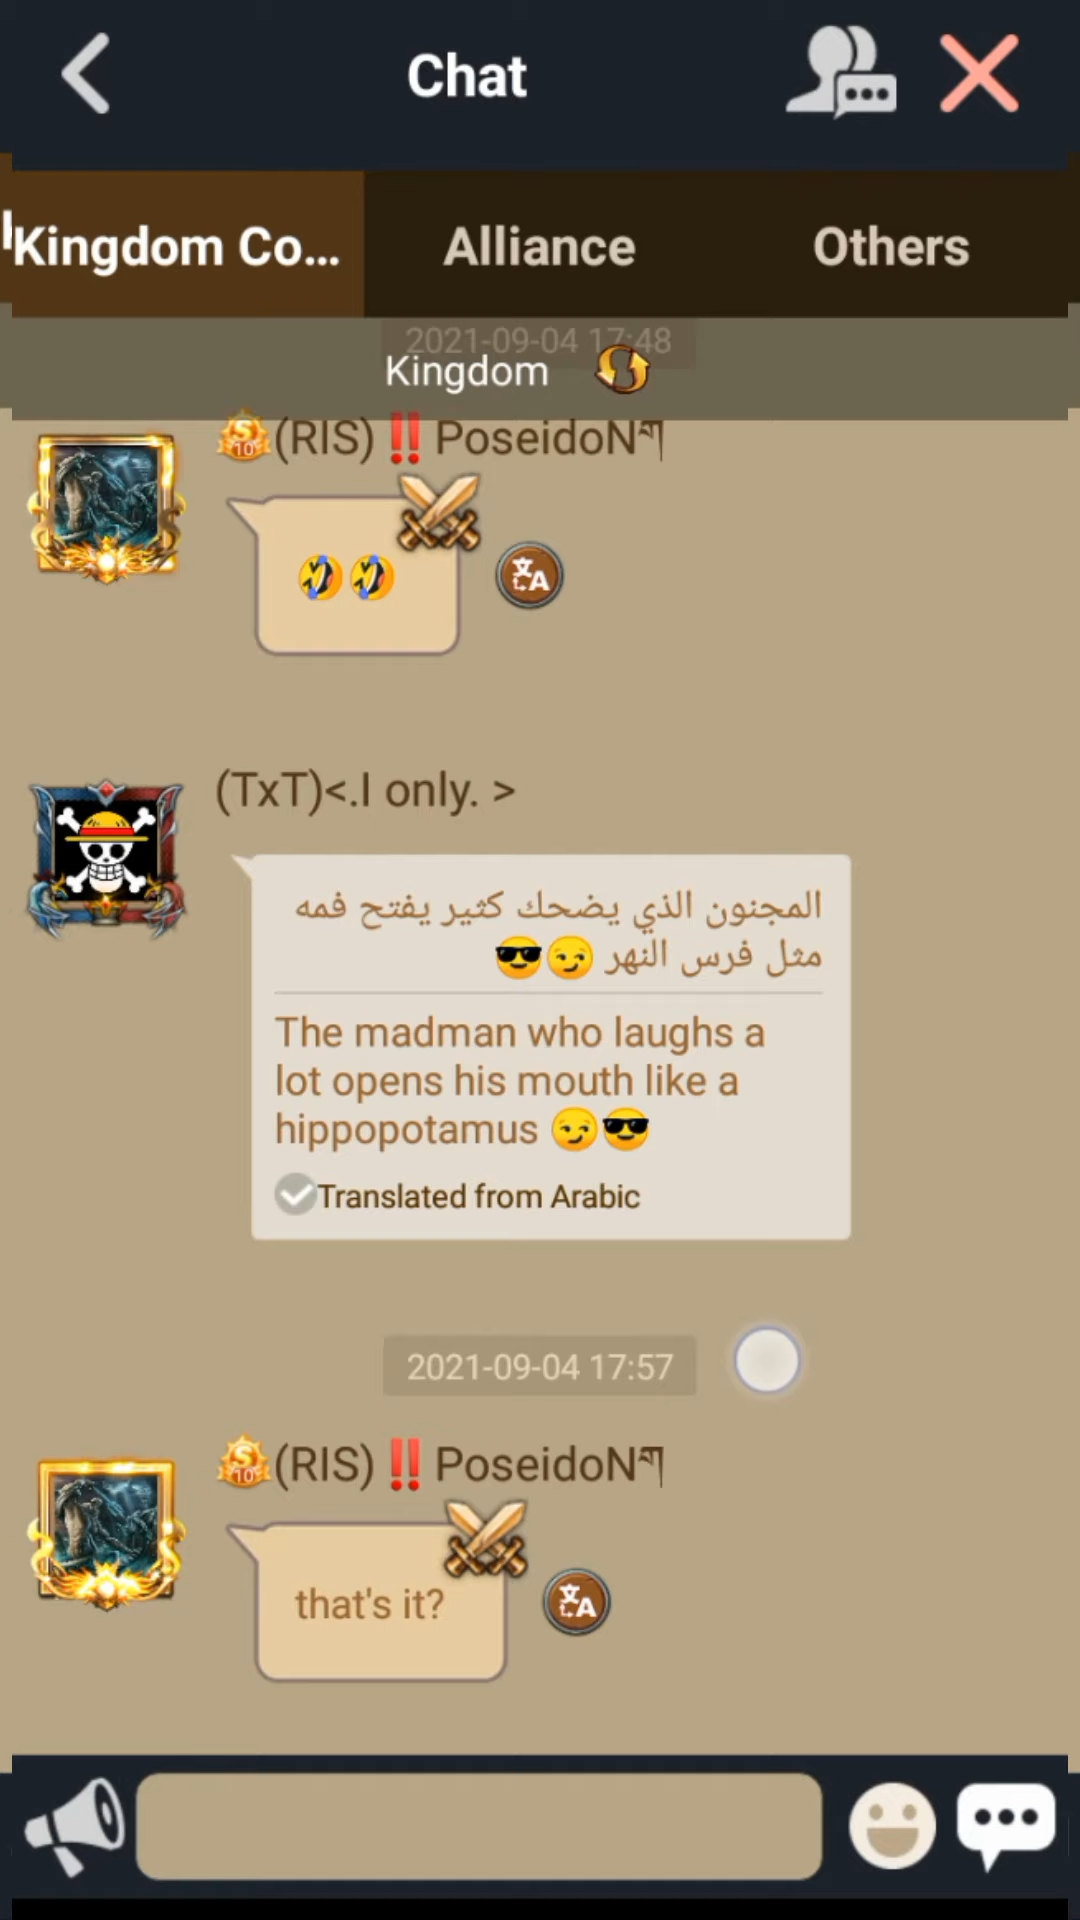 Chat
Kingdom Co...
Alliance
Others
2021-09-04 17:48
Kingdom
(RIS)‼️PoseidoN
🤣🤣
(TxT)<.I only. >
المجنون الذي يضحك كثير يفتح فمه
مثل فرس النهر 😏😎
The madman who laughs a
lot opens his mouth like a
hippopotamus 😏😎
Translated from Arabic
2021-09-04 17:57
(RIS)‼️PoseidoN
that's it?